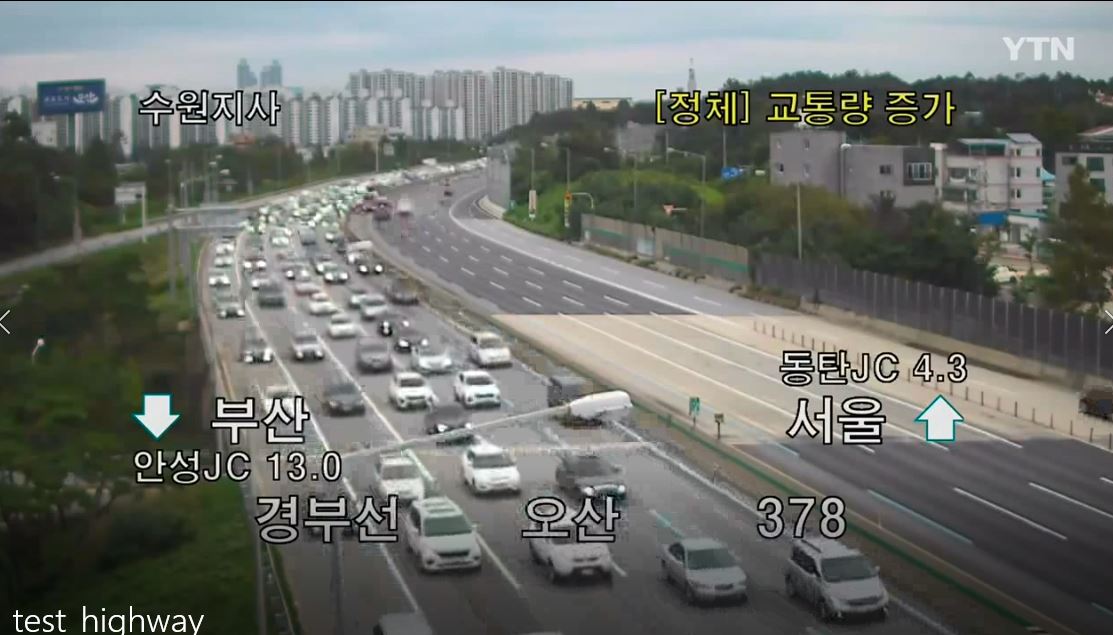 YTN
수원지사
[정체] 교통량 증가
동탄JC 4.3
부산
서울
안성JC 13.0
경부선 오산 378
test highway